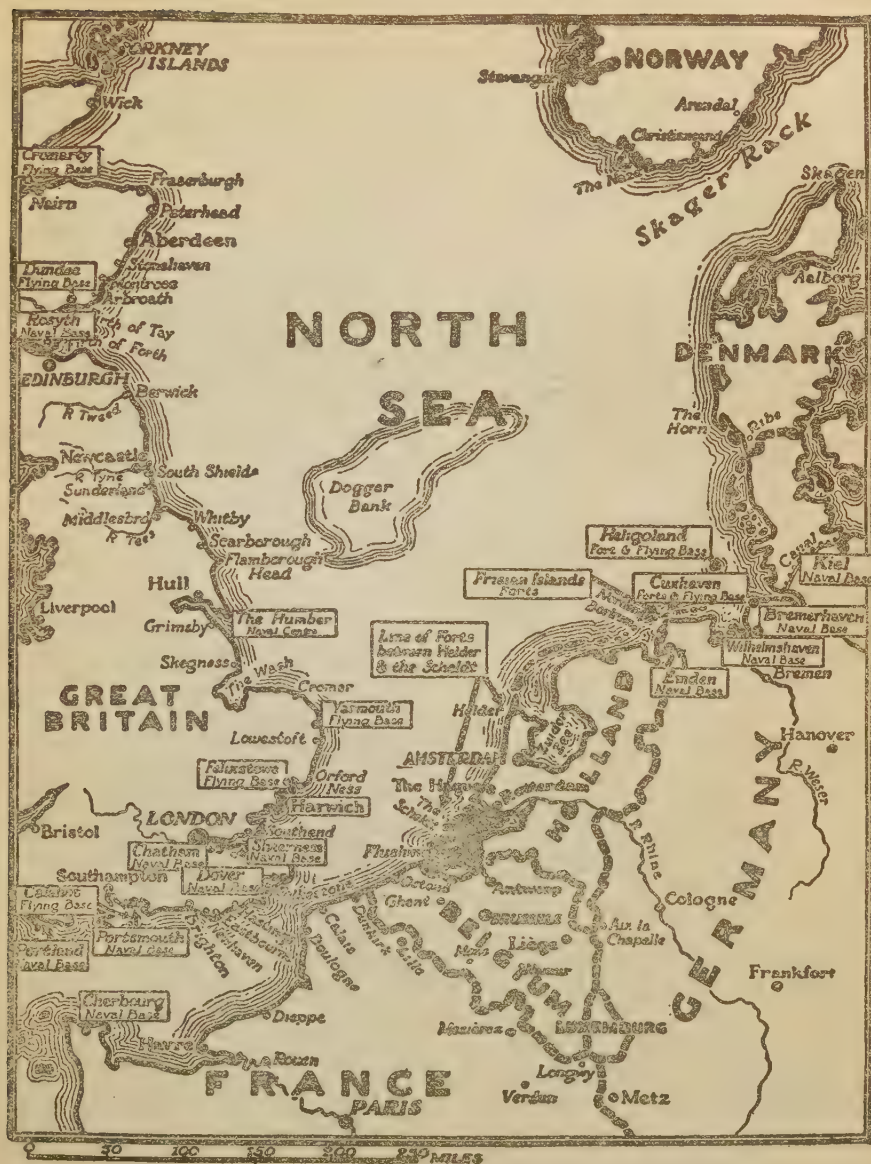 ORKNEY
ISLANDS
NORWAY
Stavanger
Wick
Arendal
Christiansand
The Naze
Skager Rack
Cromarty
Flying Base
Skagen
Nairn
Fraserburgh
Peterhead
Aberdeen
Stonehaven
Aalborg
Dundee
Flying Base
Montrose
Arbroath
Rosyth
Naval Base
Firth of Tay
Firth of Forth
NORTH
SEA
DENMARK
EDINBURGH
Berwick
R Tweed
The
Horn
Ribe
Newcastle
R Tyne
South Shields
Sunderland
Dogger
Bank
Middlesbro
R Tees
Whitby
Scarborough
Flamborough
Head
Heligoland
Fort & Flying Base
Canal
Kiel
Naval Base
Frisian Islands
Forts
Cuxhaven
Forts & Flying Base
Borkum
Hull
Liverpool
Grimsby
The Humber
Naval Centre
Line of Forts
between Helder
& the Scheldt
Bremerhaven
Naval Base
Wilhelmshaven
Naval Base
Emden
Naval Base
Bremen
Skegness
The Wash
Cromer
GREAT
BRITAIN
Yarmouth
Flying Base
Helder
Zuider
Zee
Hanover
R. Weser
Lowestoft
AMSTERDAM
Felixstowe
Flying Base
Orford
Ness
The Hague
Rotterdam
HOLLAND
GERMANY
Harwich
The
Scheldt
LONDON
Bristol
Southend
Chatham
Naval Base
Sheerness
Naval Base
Flushing
R. Rhine
Southampton
Dover
Naval Base
Folkestone
Calshot
Flying Base
Ostend
Ghent
Antwerp
Cologne
BRUSSELS
Portland
Naval Base
Portsmouth
Naval Base
Brighton
Newhaven
Eastbourne
Hastings
Calais
Dunkirk
Boulogne
Lille
Mons
BELGIUM
Liège
Namur
Aix la
Chapelle
Frankfort
Cherbourg
Naval Base
Dieppe
Mezières
LUXEMBOURG
Havre
Rouen
Longwy
FRANCE
Verdun
Metz
PARIS
0 50 100 150 200 250 MILES